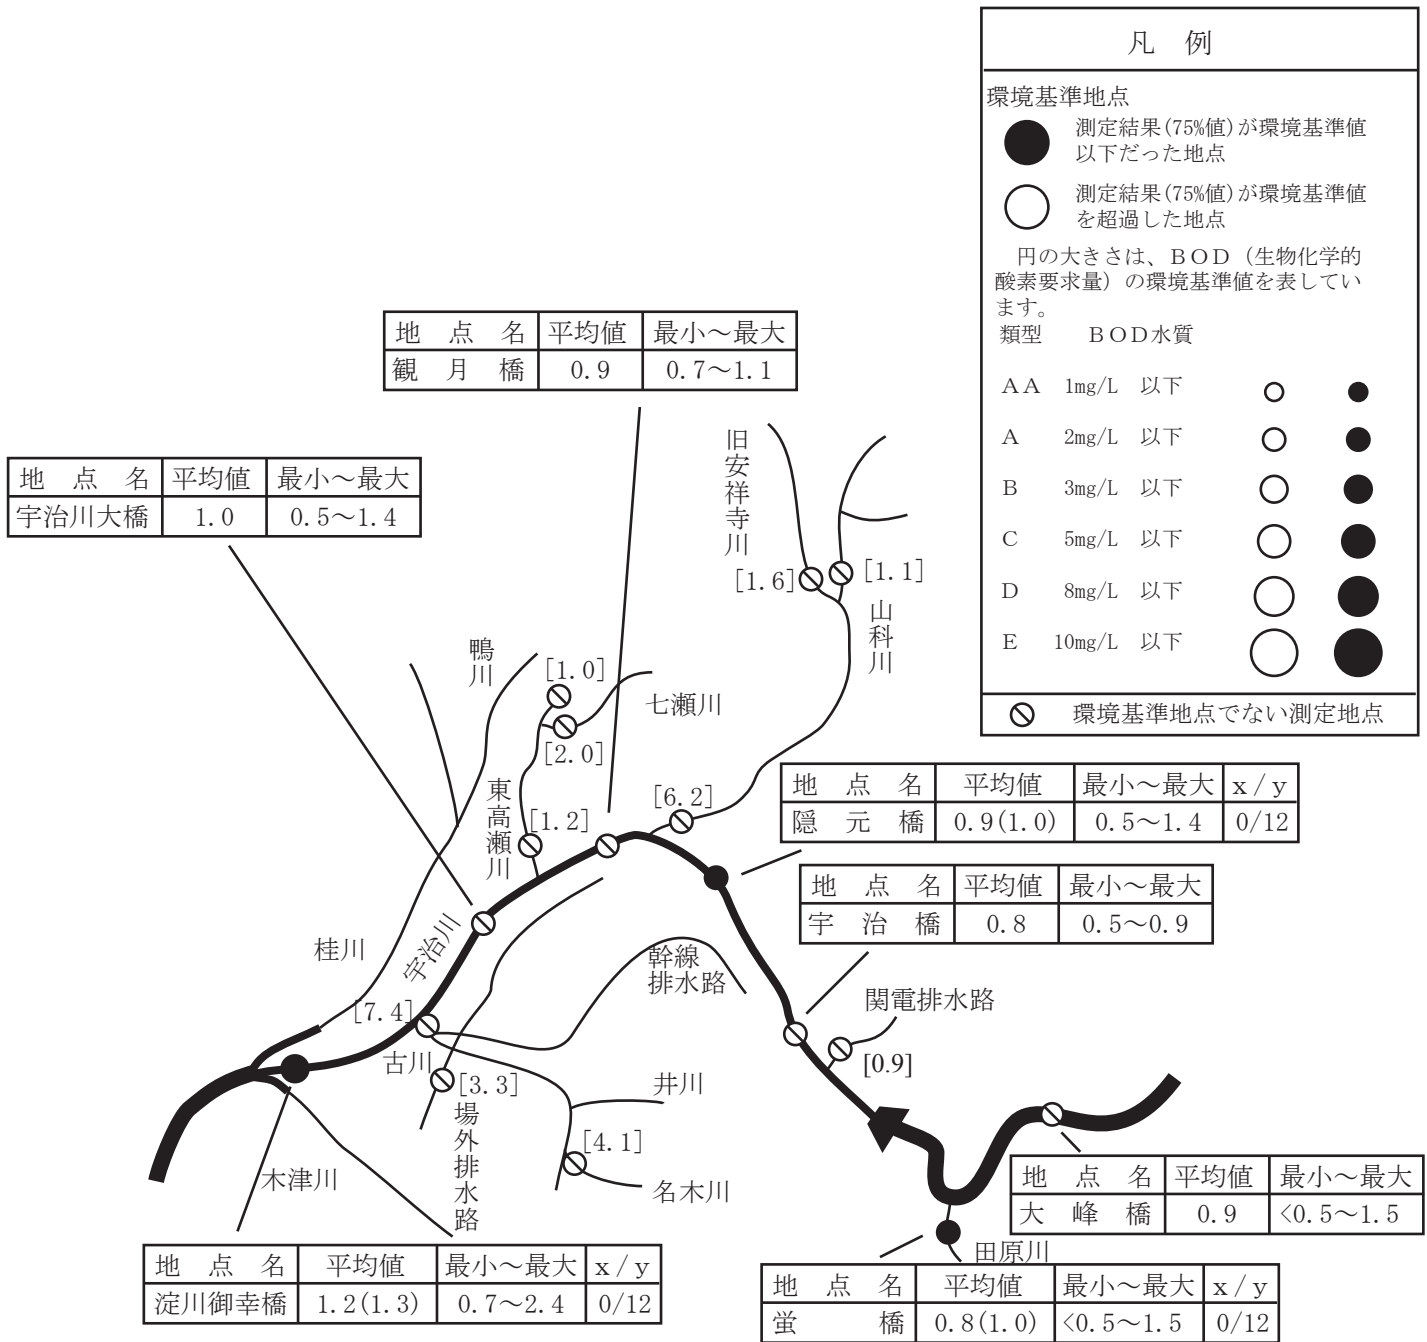 凡 例
環境基準地点
測定結果(75%値)が環境基準値
以下だった地点
測定結果(75%値)が環境基準値
を超過した地点
円の大きさは、ＢＯＤ（生物化学的
酸素要求量）の環境基準値を表してい
ます。
類型 ＢＯＤ水質
ＡＡ 1mg/L 以下
Ａ 2mg/L 以下
Ｂ 3mg/L 以下
Ｃ 5mg/L 以下
Ｄ 8mg/L 以下
Ｅ 10mg/L 以下
環境基準地点でない測定地点
地 点 名 平均値 最小～最大
観 月 橋 0.9 0.7～1.1
地 点 名 平均値 最小～最大
宇治川大橋 1.0 0.5～1.4
旧安祥寺川
[1.6]
[1.1]
山科川
鴨川
[1.0]
七瀬川
[2.0]
東高瀬川
[1.2]
[6.2]
地 点 名 平均値 最小～最大 x/y
隠 元 橋 0.9(1.0) 0.5～1.4 0/12
地 点 名 平均値 最小～最大
宇 治 橋 0.8 0.5～0.9
桂川
宇治川
幹線
排水路
関電排水路
[0.9]
[7.4]
古川
[3.3]
井川
場外排水路
[4.1]
名木川
木津川
地 点 名 平均値 最小～最大
大 峰 橋 0.9 <0.5～1.5
田原川
地 点 名 平均値 最小～最大 x/y
淀川御幸橋 1.2(1.3) 0.7～2.4 0/12
地 点 名 平均値 最小～最大 x/y
蛍 橋 0.8(1.0) <0.5～1.5 0/12